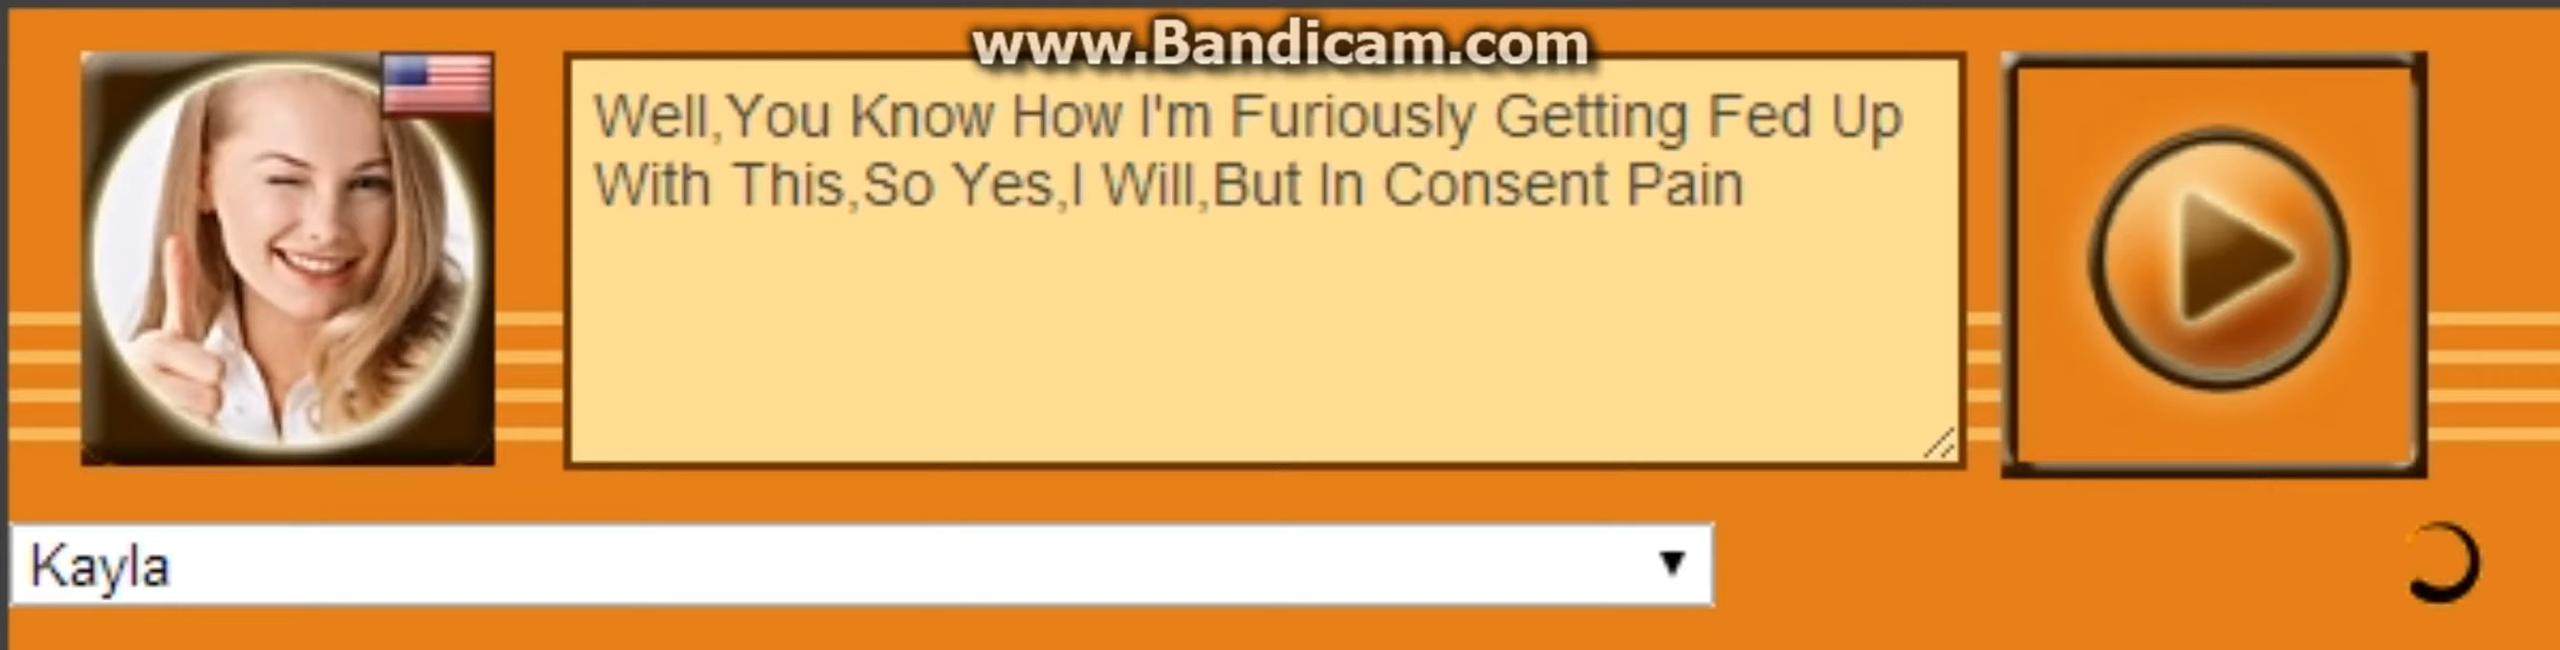 www.Bandicam.com
Well,You Know How I'm Furiously Getting Fed Up
With This,So Yes,I Will,But In Consent Pain
Kayla